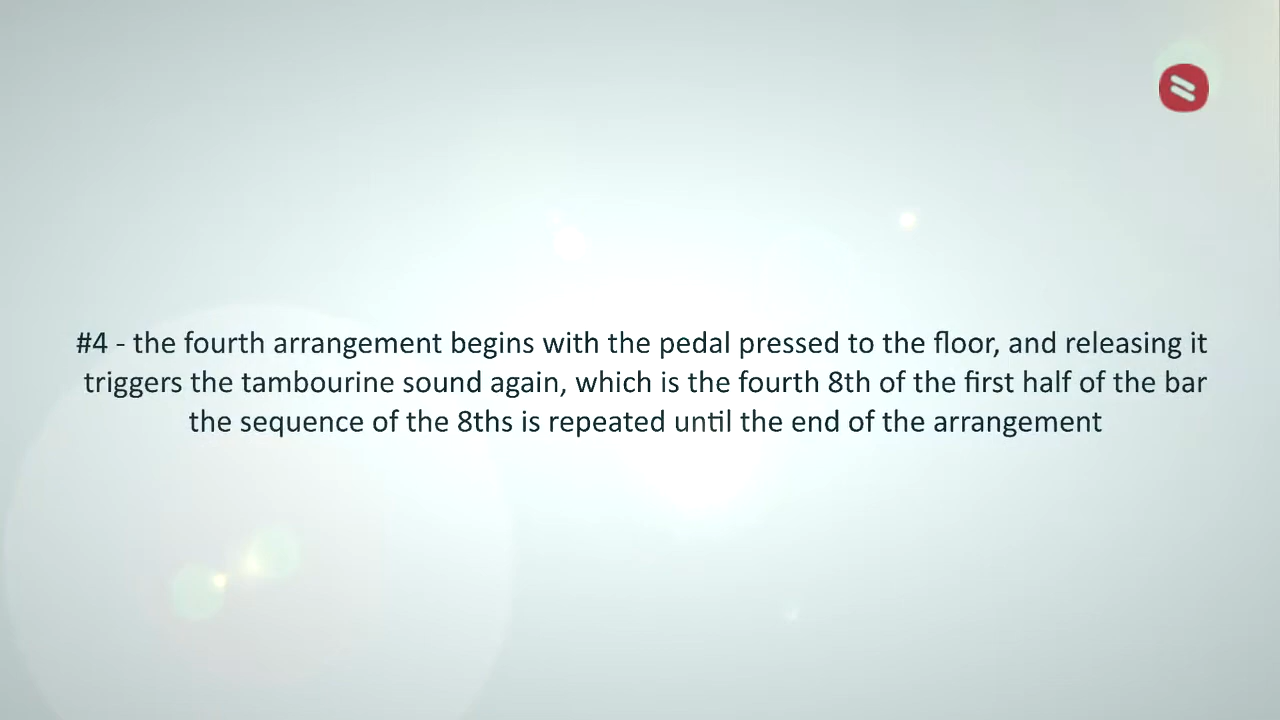 #4 - the fourth arrangement begins with the pedal pressed to the floor, and releasing it
triggers the tambourine sound again, which is the fourth 8th of the first half of the bar
the sequence of the 8ths is repeated until the end of the arrangement